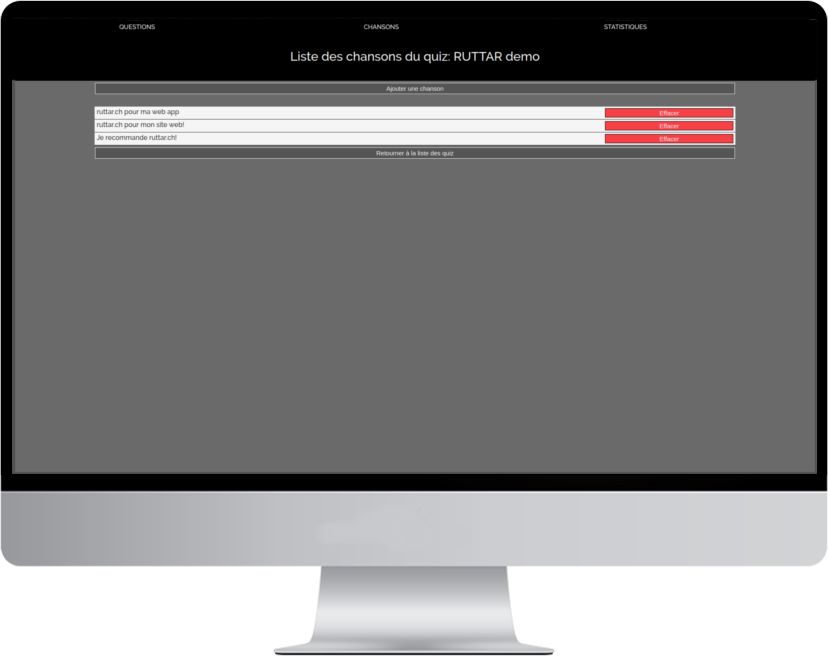 QUESTIONS CHANSONS STATISTIQUES
Liste des chansons du quiz: RUTTAR demo
Ajouter une chanson
ruttar.ch pour ma web app Effacer
ruttar.ch pour mon site web! Effacer
Je recommande ruttar.ch! Effacer
Retourner à la liste des quiz